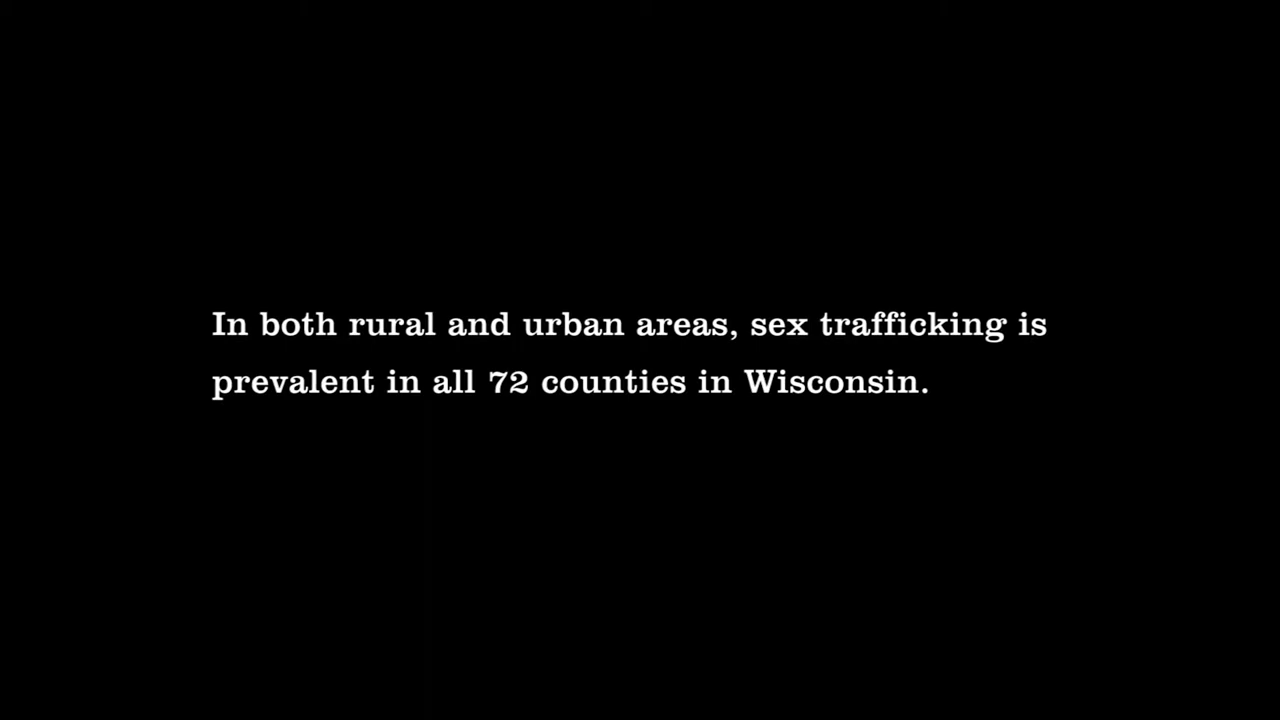 In both rural and urban areas, sex trafficking is
prevalent in all 72 counties in Wisconsin.